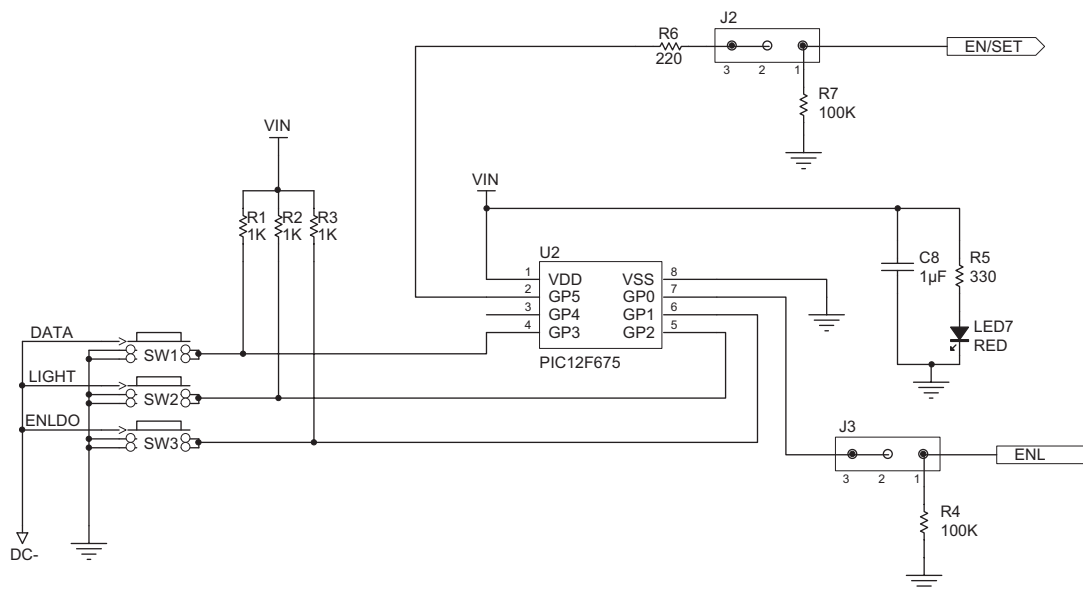 J2
R6
220
3 2 1
EN/SET
R7
100K
VIN
VIN
R1
1K
R2
1K
R3
1K
U2
1 VDD VSS 8
2 GP5 GP0 7
3 GP4 GP1 6
4 GP3 GP2 5
PIC12F675
C8
1µF
R5
330
LED7
RED
DATA
SW1
LIGHT
SW2
ENLDO
SW3
J3
3 2 1
ENL
R4
100K
DC-